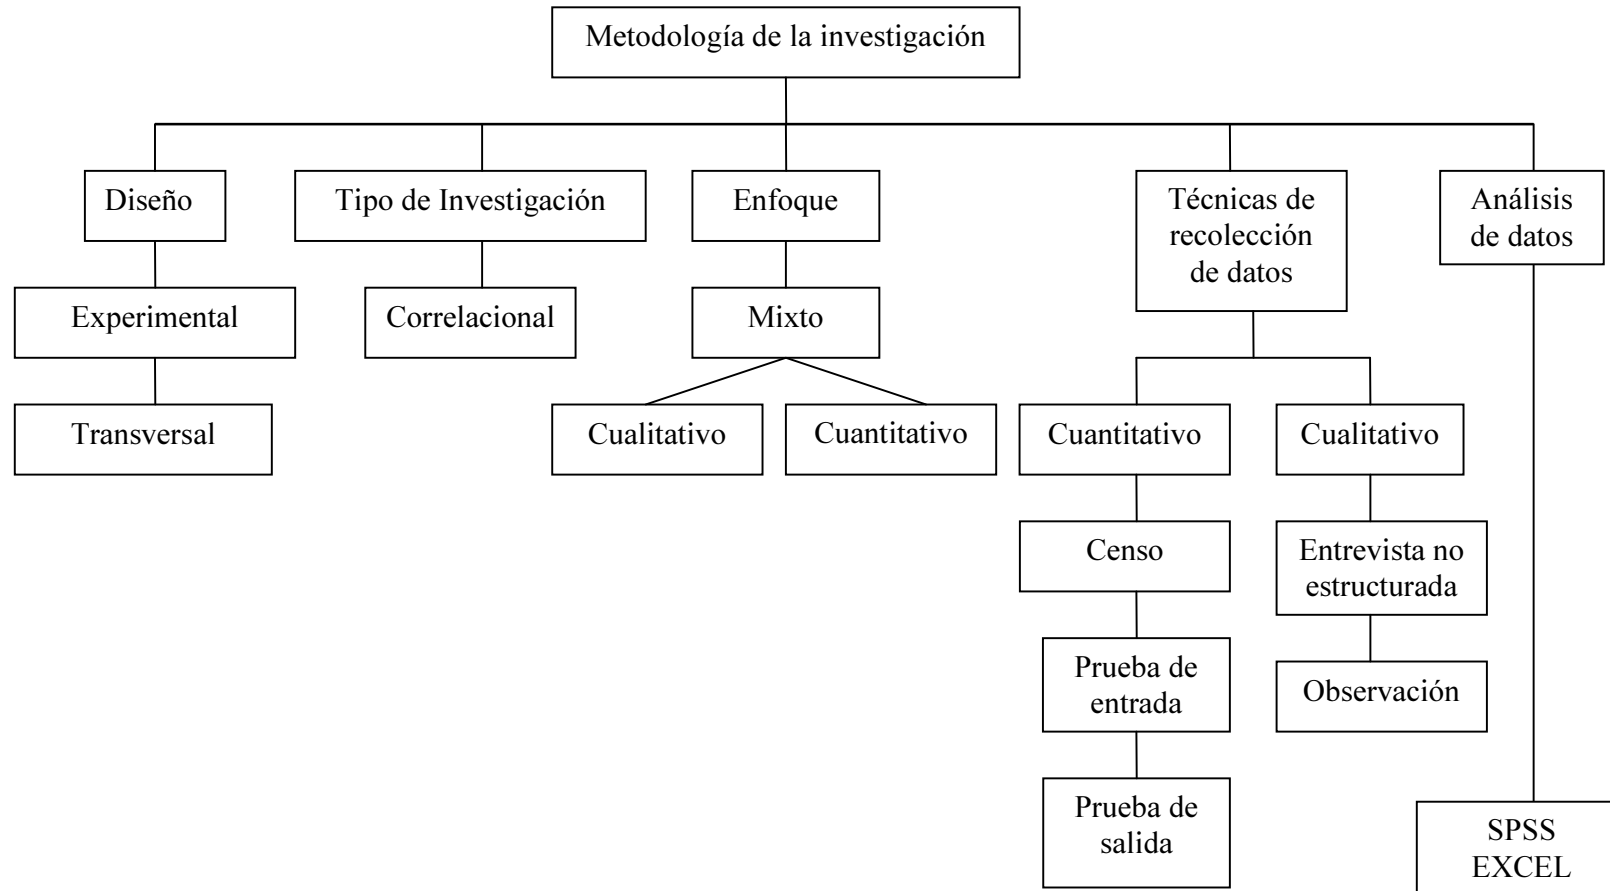 Metodología de la investigación
Diseño
Tipo de Investigación
Enfoque
Técnicas de
recolección
de datos
Análisis
de datos
Experimental
Correlacional
Mixto
Transversal
Cualitativo
Cuantitativo
Cuantitativo
Cualitativo
Censo
Entrevista no
estructurada
Prueba de
entrada
Observación
Prueba de
salida
SPSS
EXCEL